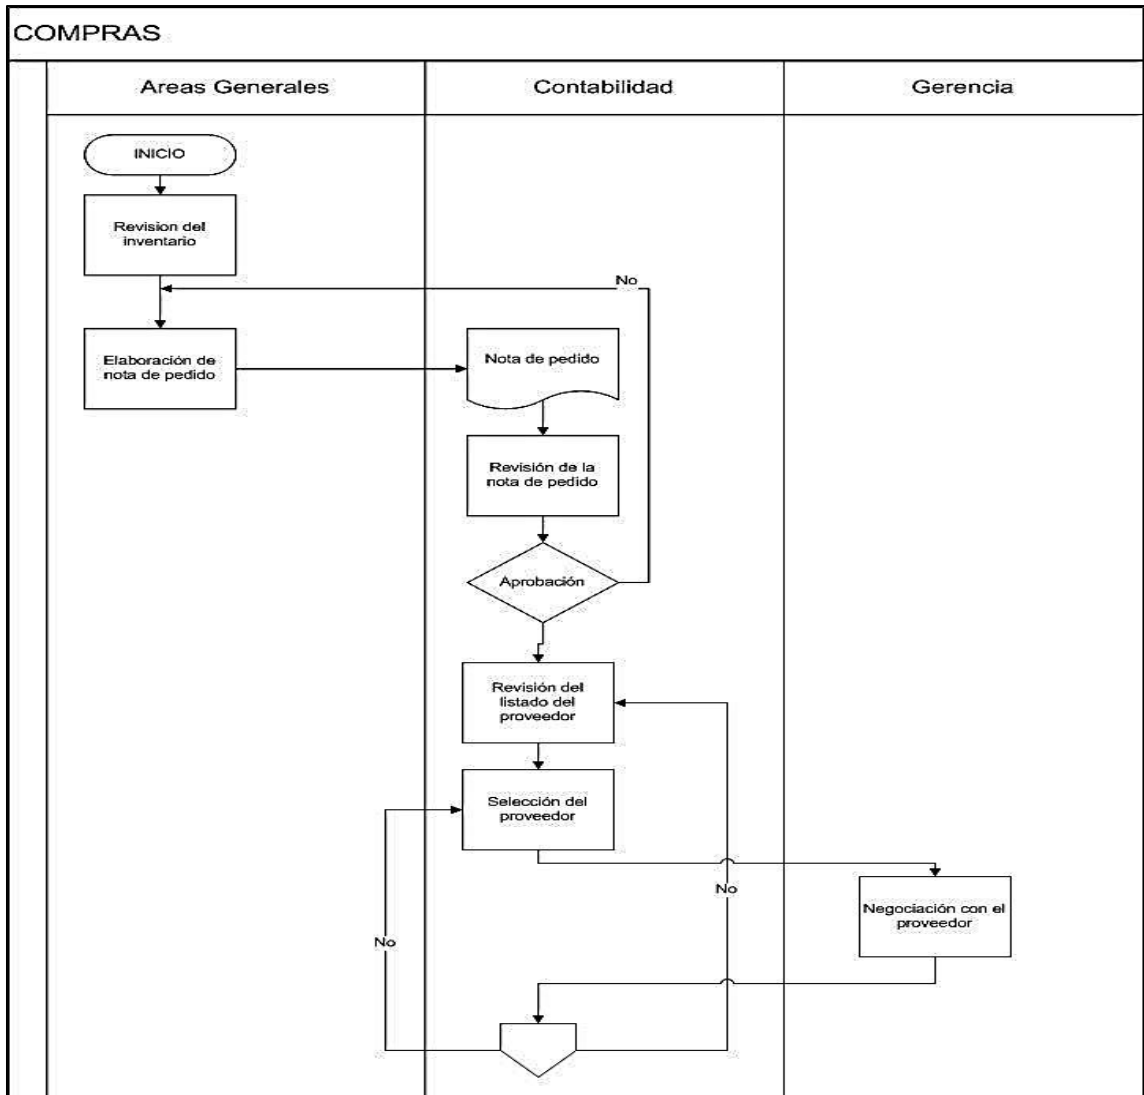 COMPRAS
Areas Generales
Contabilidad
Gerencia
INICIO
Revision del
inventario
No
Elaboración de
nota de pedido
Nota de pedido
Revisión de la
nota de pedido
Aprobación
Revisión del
listado del
proveedor
Selección del
proveedor
No
Negociación con el
proveedor
No